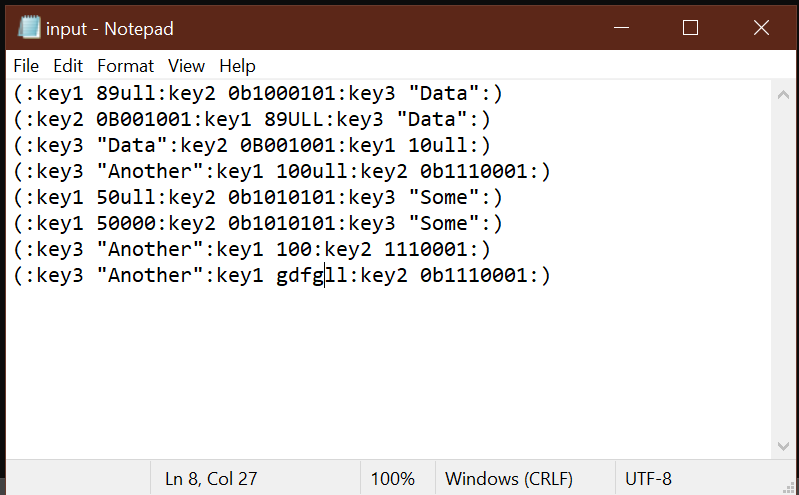 input - Notepad
File Edit Format View Help
(:key1 89ull:key2 0b1000101:key3 "Data":)
(:key2 0B001001:key1 89ULL:key3 "Data":)
(:key3 "Data":key2 0B001001:key1 10ull:)
(:key3 "Another":key1 100ull:key2 0b1110001:)
(:key1 50ull:key2 0b1010101:key3 "Some":)
(:key1 50000:key2 0b1010101:key3 "Some":)
(:key3 "Another":key1 100:key2 1110001:)
(:key3 "Another":key1 gdfgll:key2 0b1110001:)
Ln 8, Col 27 100% Windows (CRLF) UTF-8